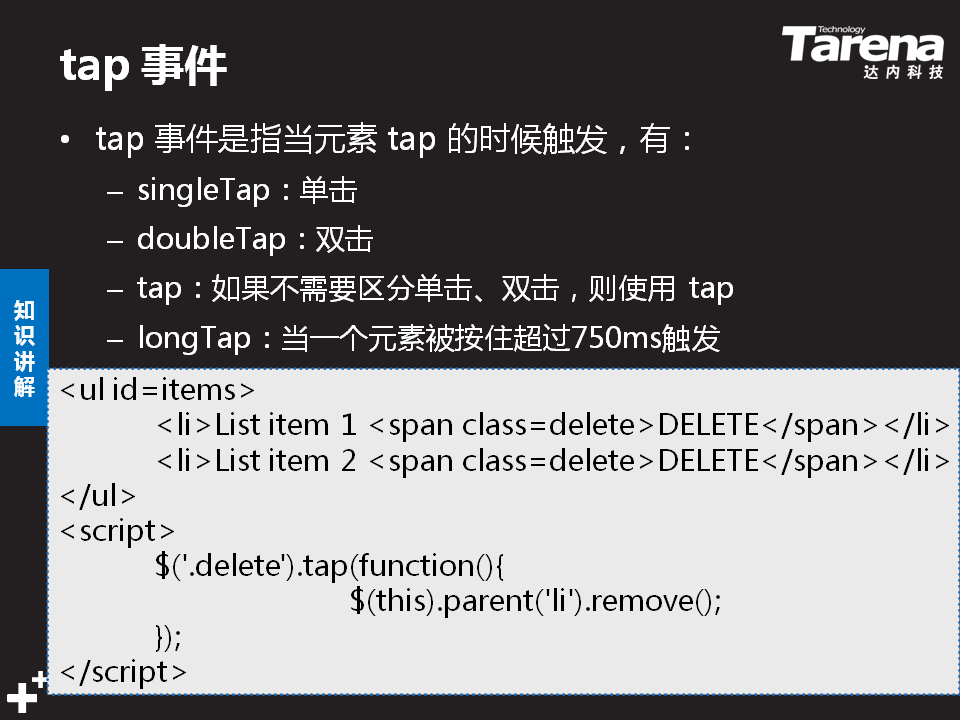 tap 事件
Technology
Tarena
达内科技
• tap 事件是指当元素 tap 的时候触发，有：
– singleTap：单击
– doubleTap：双击
– tap：如果不需要区分单击、双击，则使用 tap
– longTap：当一个元素被按住超过750ms触发
知识讲解
<ul id=items>
<li>List item 1 <span class=delete>DELETE</span></li>
<li>List item 2 <span class=delete>DELETE</span></li>
</ul>
<script>
$('.delete').tap(function(){
$(this).parent('li').remove();
});
</script>